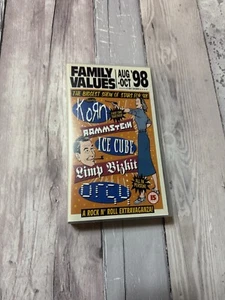 FAMILY VALUES
AUG -OCT '98
THE BIGGEST SHOW OF
KoRn
RAMMSTEIN
ICE CUBE
Limp Bizkit
orgy
15
A ROCK N' ROLL EXTRAVAGANZA!